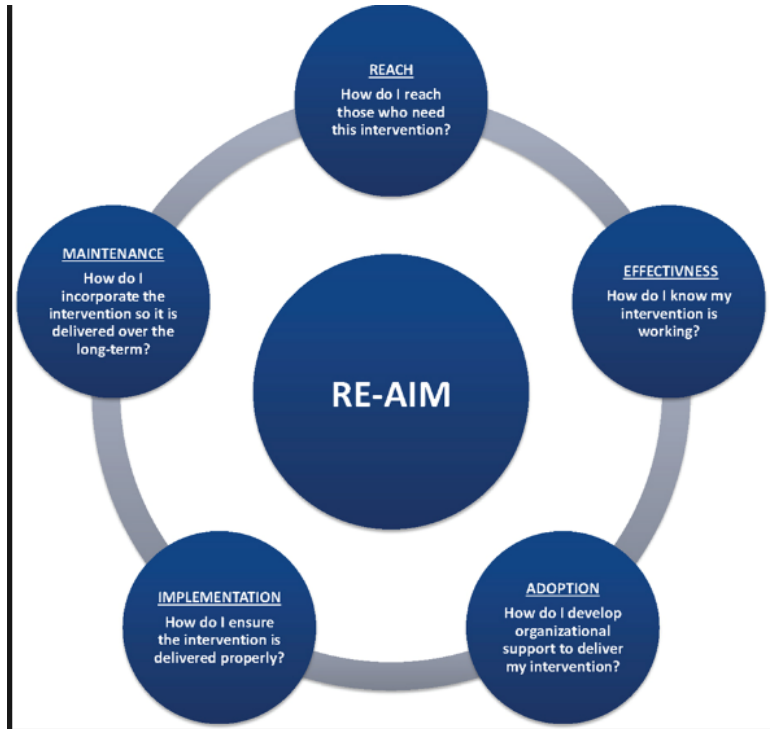 REACH
How do I reach
those who need
this intervention?
EFFECTIVNESS
How do I know my
intervention is
working?
ADOPTION
How do I develop
organizational
support to deliver
my intervention?
IMPLEMENTATION
How do I ensure
the intervention is
delivered properly?
MAINTENANCE
How do I
incorporate the
intervention so it is
delivered over the
long-term?
RE-AIM